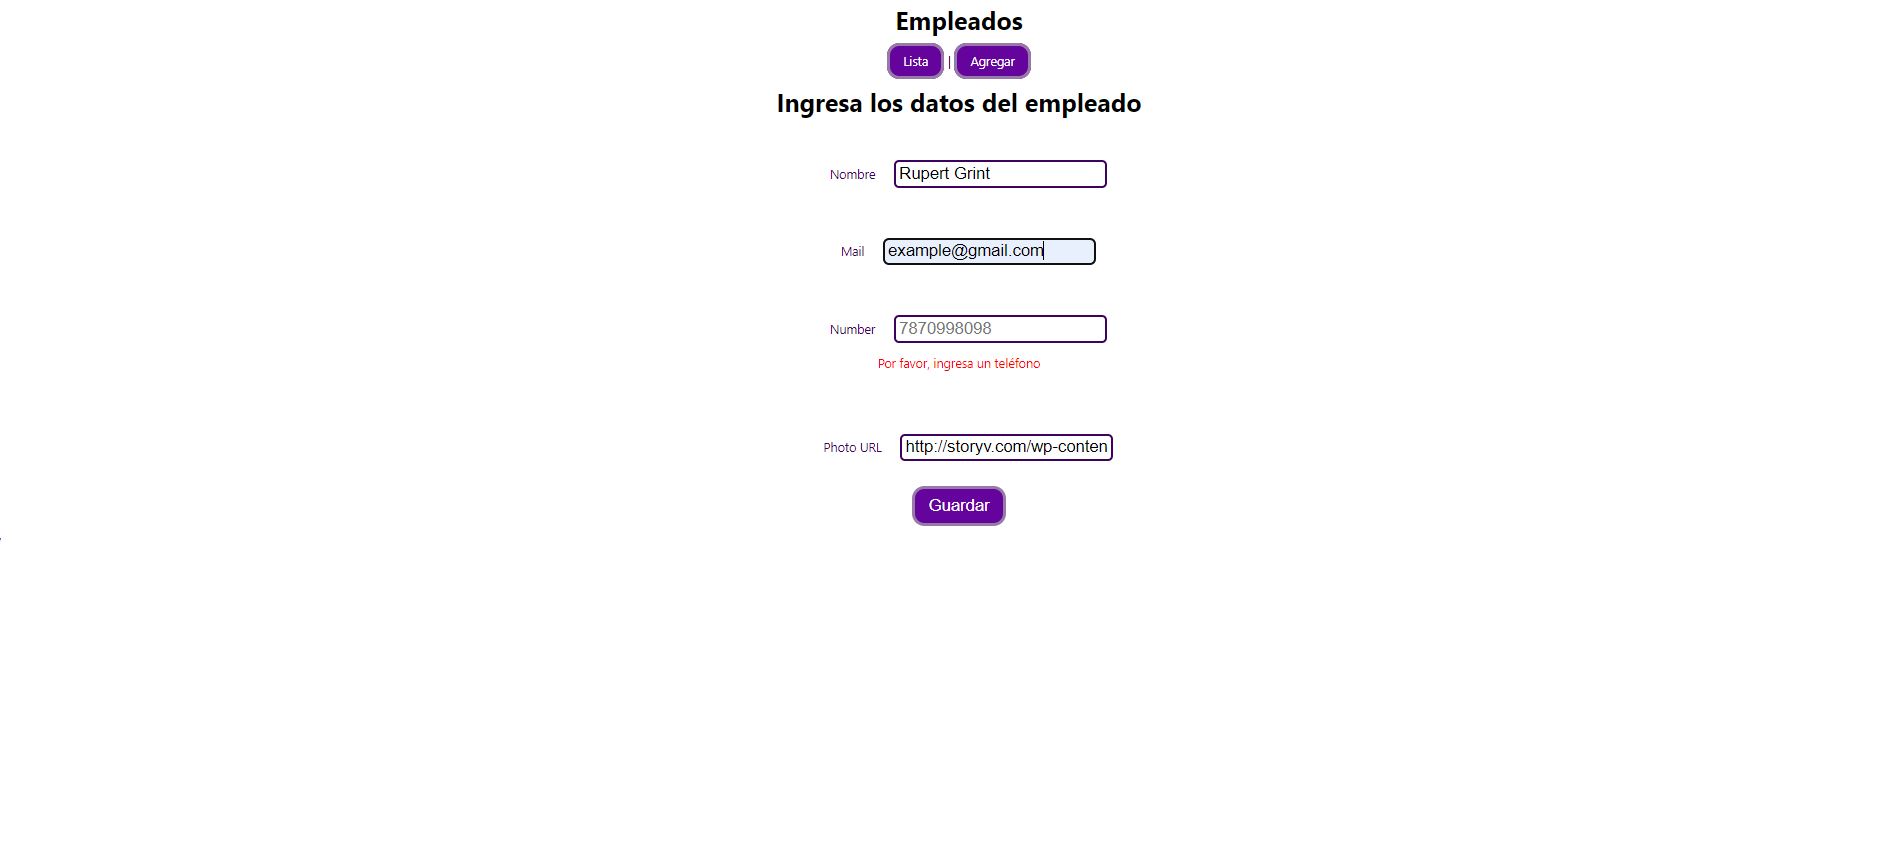 Empleados
Lista | Agregar
Ingresa los datos del empleado
Nombre Rupert Grint
Mail example@gmail.com
Number 7870998098
Por favor, ingresa un teléfono
Photo URL http://storyv.com/wp-conten
Guardar